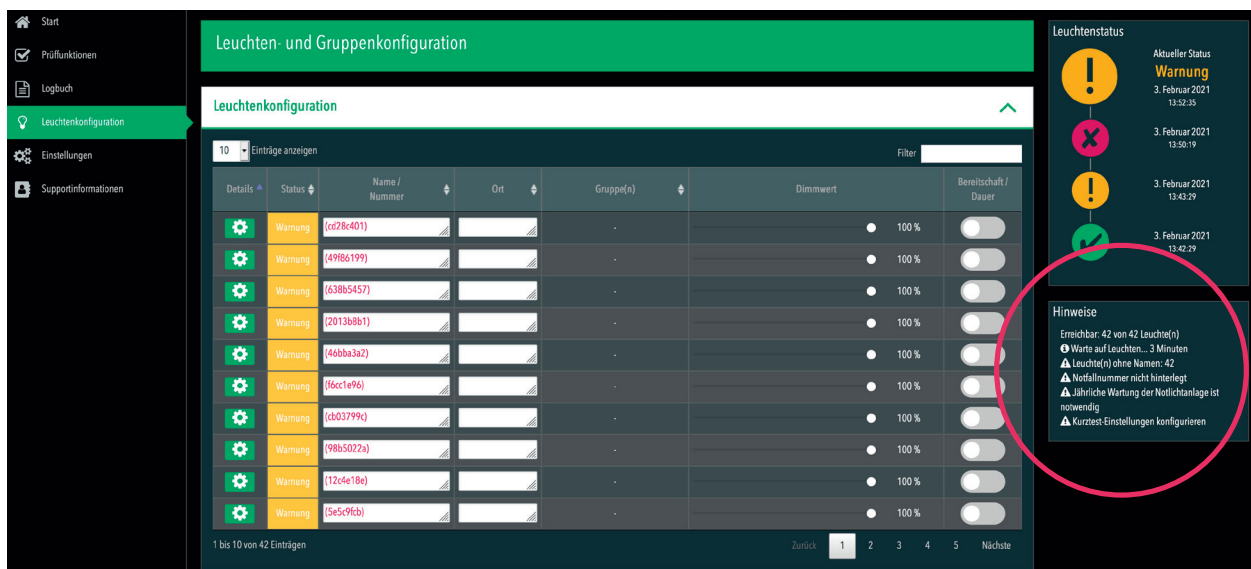 Start
Prüffunktionen
Logbuch
Leuchtenkonfiguration
Einstellungen
Supportinformationen
Leuchten- und Gruppenkonfiguration
Leuchtenkonfiguration
10 Einträge anzeigen
Filter
Details Status Name / Nummer Ort Gruppe(n) Dimmwert Bereitschaft / Dauer
Warnung (cd28c401) - 100 %
Warnung (49f86199) - 100 %
Warnung (638b5457) - 100 %
Warnung (2013b8b1) - 100 %
Warnung (46bba3a2) - 100 %
Warnung (f6cc1e96) - 100 %
Warnung (cb03799c) - 100 %
Warnung (98b5022a) - 100 %
Warnung (12c4e18e) - 100 %
Warnung (5e5c9fcb) - 100 %
1 bis 10 von 42 Einträgen
Zurück 1 2 3 4 5 Nächste
Leuchtenstatus
Aktueller Status
Warnung
3. Februar 2021
13:52:35
3. Februar 2021
13:50:19
3. Februar 2021
13:43:29
3. Februar 2021
13:42:29
Hinweise
Erreichbar: 42 von 42 Leuchte(n)
Warte auf Leuchten... 3 Minuten
Leuchte(n) ohne Namen: 42
Notfallnummer nicht hinterlegt
Jährliche Wartung der Notlichtanlage ist
notwendig
Kurztest-Einstellungen konfigurieren